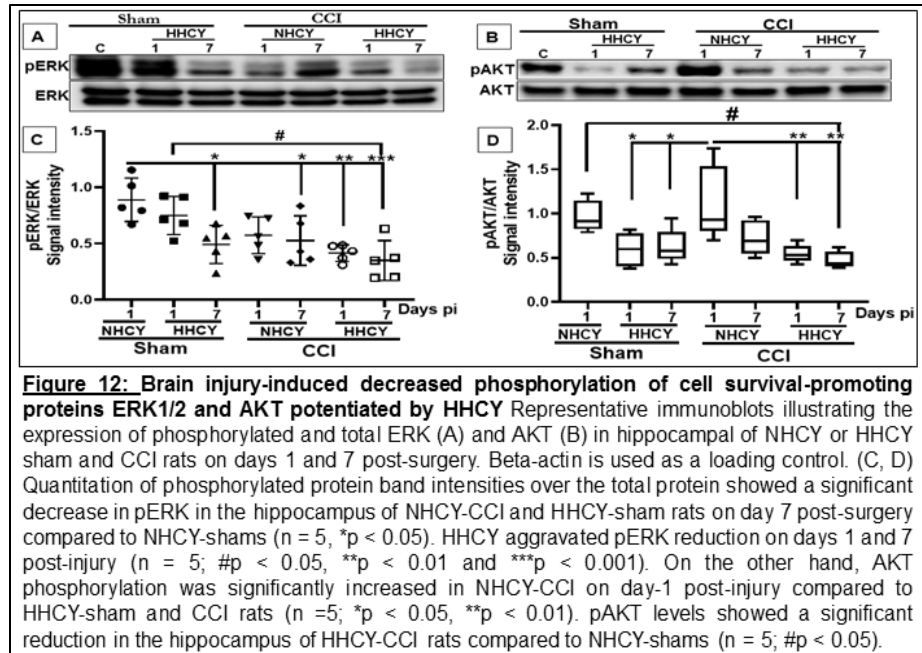 Sham CCI
A HHCY NHCY HHCY
C 1 7 1 7 1 7
pERK
ERK
Sham CCI
B HHCY NHCY HHCY
C 1 7 1 7 1 7
pAKT
AKT
C
pERK/ERK
Signal intensity
1.5
1.0
0.5
0.0
#
* * ** ***
1 1 7 1 7 1 7 Days pi
NHCY HHCY NHCY HHCY
Sham CCI
D
pAKT/AKT
Signal intensity
2.0
1.5
1.0
0.5
0.0
#
* * ** **
1 1 7 1 7 1 7 Days pi
NHCY HHCY NHCY HHCY
Sham CCI
Figure 12: Brain injury-induced decreased phosphorylation of cell survival-promoting
proteins ERK1/2 and AKT potentiated by HHCY Representative immunoblots illustrating the
expression of phosphorylated and total ERK (A) and AKT (B) in hippocampal of NHCY or HHCY
sham and CCI rats on days 1 and 7 post-surgery. Beta-actin is used as a loading control. (C, D)
Quantitation of phosphorylated protein band intensities over the total protein showed a significant
decrease in pERK in the hippocampus of NHCY-CCI and HHCY-sham rats on day 7 post-surgery
compared to NHCY-shams (n = 5, *p < 0.05). HHCY aggravated pERK reduction on days 1 and 7
post-injury (n = 5; #p < 0.05, **p < 0.01 and ***p < 0.001). On the other hand, AKT
phosphorylation was significantly increased in NHCY-CCI on day-1 post-injury compared to
HHCY-sham and CCI rats (n =5; *p < 0.05, **p < 0.01). pAKT levels showed a significant
reduction in the hippocampus of HHCY-CCI rats compared to NHCY-shams (n = 5; #p < 0.05).